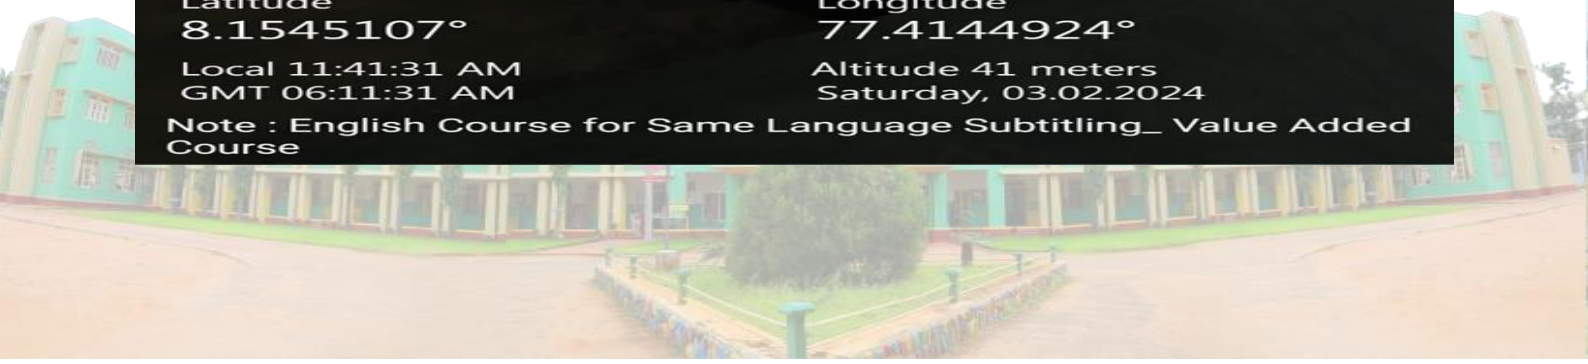 Latitude
Longitude
8.1545107°
77.4144924°
Local 11:41:31 AM
Altitude 41 meters
GMT 06:11:31 AM
Saturday, 03.02.2024
Note : English Course for Same Language Subtitling_ Value Added
Course